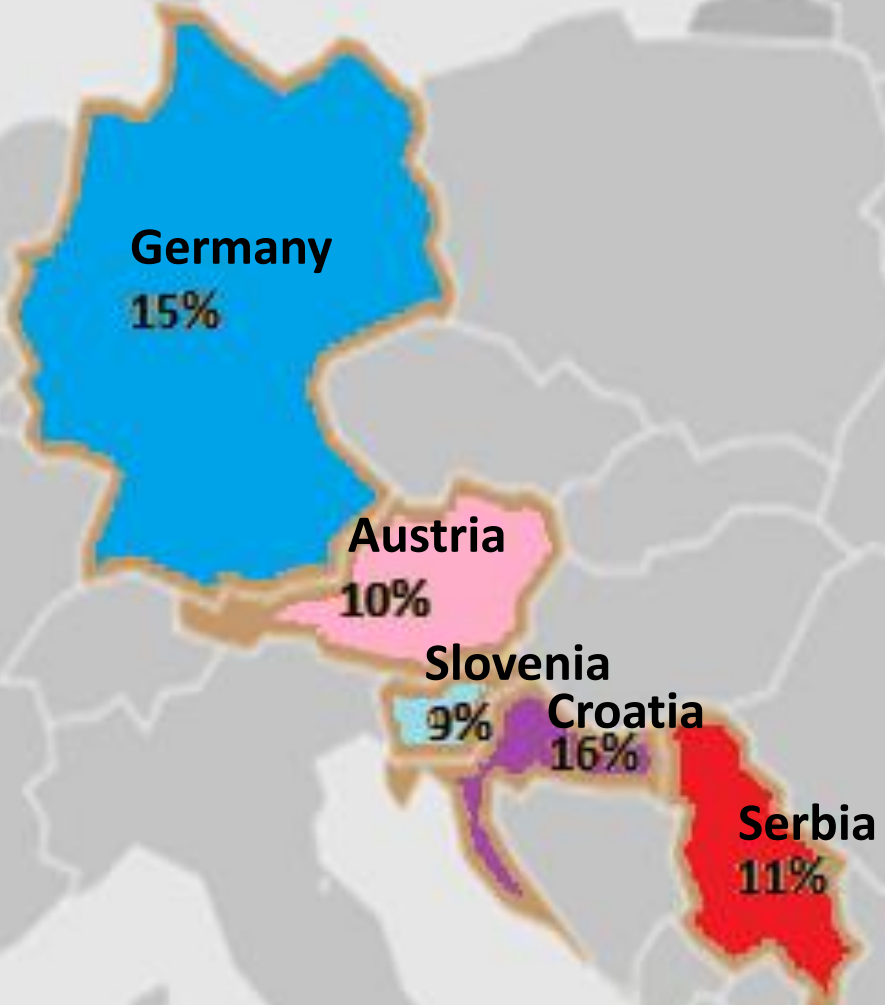 Germany
15%
Austria
10%
Slovenia
9%
Croatia
16%
Serbia
11%